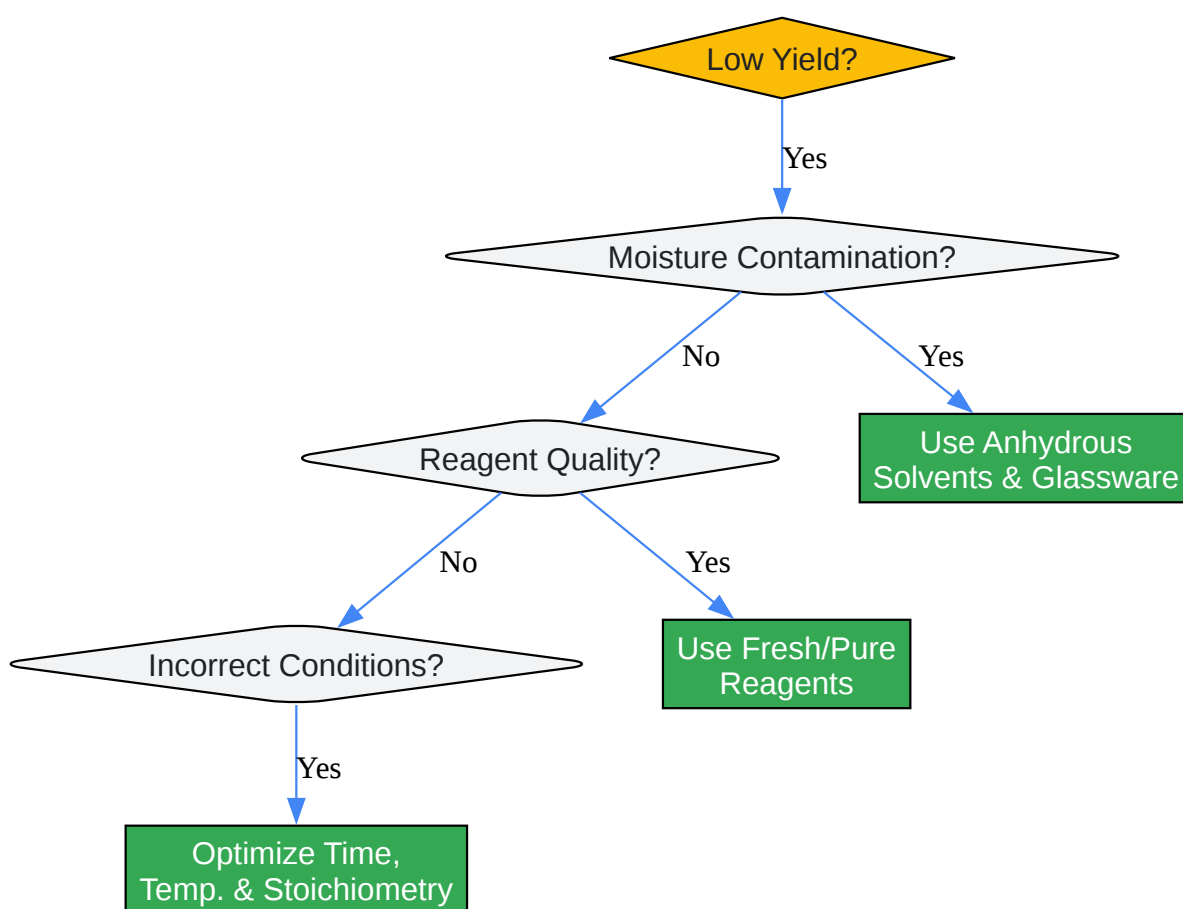 Low Yield?
Yes
Moisture Contamination?
No
Yes
Reagent Quality?
Use Anhydrous
Solvents & Glassware
No
Yes
Incorrect Conditions?
Use Fresh/Pure
Reagents
Yes
Optimize Time,
Temp. & Stoichiometry